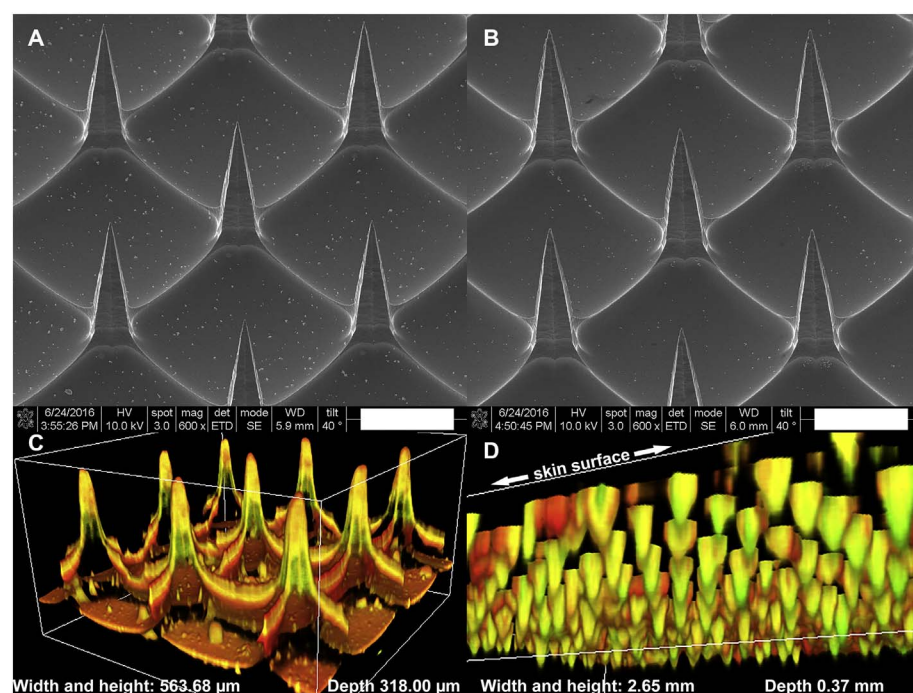 A
B
6/24/2016 HV spot mag det mode WD tilt
3:55:26 PM 10.0 kV 3.0 600 x ETD SE 5.9 mm 40 °
6/24/2016 HV spot mag det mode WD tilt
4:50:45 PM 10.0 kV 3.0 600 x ETD SE 6.0 mm 40 °
C
D
skin surface
Width and height: 563.68 µm Depth 318.00 µm
Width and height: 2.65 mm Depth 0.37 mm